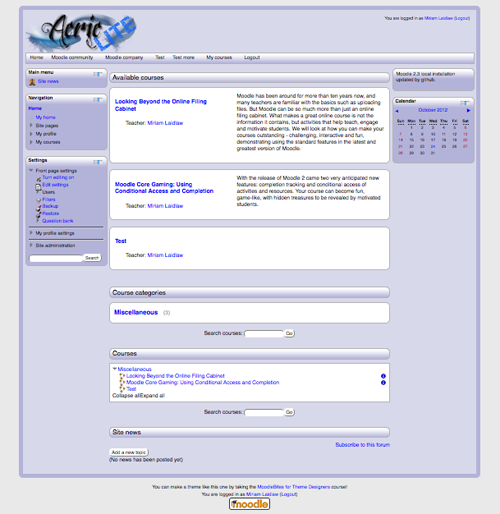 Aeric
LITE
You are logged in as Miriam Laidlaw (Logout)
Home Moodle community Moodle company Test Test more My courses Logout
Main menu
Site news
Navigation
Home
My home
Site pages
My profile
My courses
Settings
Front page settings
Turn editing on
Edit settings
Users
Filters
Backup
Restore
Question bank
My profile settings
Site administration
Search
Available courses
Looking Beyond the Online Filing
Cabinet
Teacher: Miriam Laidlaw
Moodle has been around for more than ten years now, and
many teachers are familiar with the basics such as uploading
files. But Moodle can be so much more than just an online
filing cabinet. What makes a great online course is not the
information it contains, but activities that help teach, engage
and motivate students. We will look at how you can make your
courses outstanding - challenging, interactive and fun,
demonstrating using the standard features in the latest and
greatest version of Moodle.
Moodle Core Gaming: Using
Conditional Access and Completion
Teacher: Miriam Laidlaw
With the release of Moodle 2 came two very anticipated new
features: completion tracking and conditional access of
activities and resources. Your course can become fun,
game-like, with hidden treasures to be revealed by motivated
students.
Test
Teacher: Miriam Laidlaw
Course categories
Miscellaneous (3)
Search courses: Go
Courses
Miscellaneous
Looking Beyond the Online Filing Cabinet
Moodle Core Gaming: Using Conditional Access and Completion
Test
Collapse all Expand all
Search courses: Go
Site news
Subscribe to this forum
Add a new topic
(No news has been posted yet)
Moodle 2.3 local installation
updated by github
Calendar
October 2012
Sun Mon Tue Wed Thu Fri Sat
1 2 3 4 5 6
7 8 9 10 11 12 13
14 15 16 17 18 19 20
21 22 23 24 25 26 27
28 29 30 31
You can make a theme like this one by taking the MoodleBites for Theme Designers course!
You are logged in as Miriam Laidlaw (Logout)
moodle